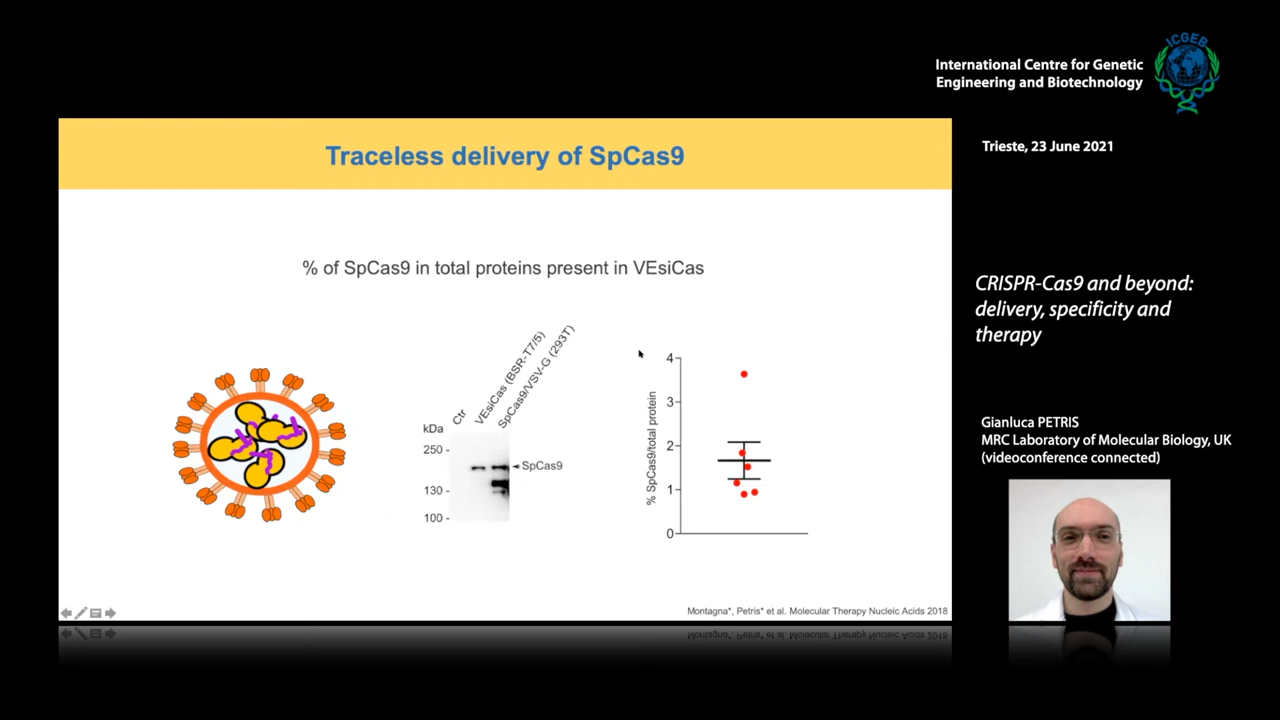 International Centre for Genetic
Engineering and Biotechnology
ICGEB
Trieste, 23 June 2021
Traceless delivery of SpCas9
% of SpCas9 in total proteins present in VEsiCas
Ctr
VEsiCas (BSR-T7/5)
SpCas9/VSV-G (293T)
kDa
250 -
130 -
100 -
SpCas9
% SpCas9/total protein
4
3
2
1
0
Montagna*, Petris* et al. Molecular Therapy Nucleic Acids 2018
CRISPR-Cas9 and beyond:
delivery, specificity and
therapy
Gianluca PETRIS
MRC Laboratory of Molecular Biology, UK
(videoconference connected)